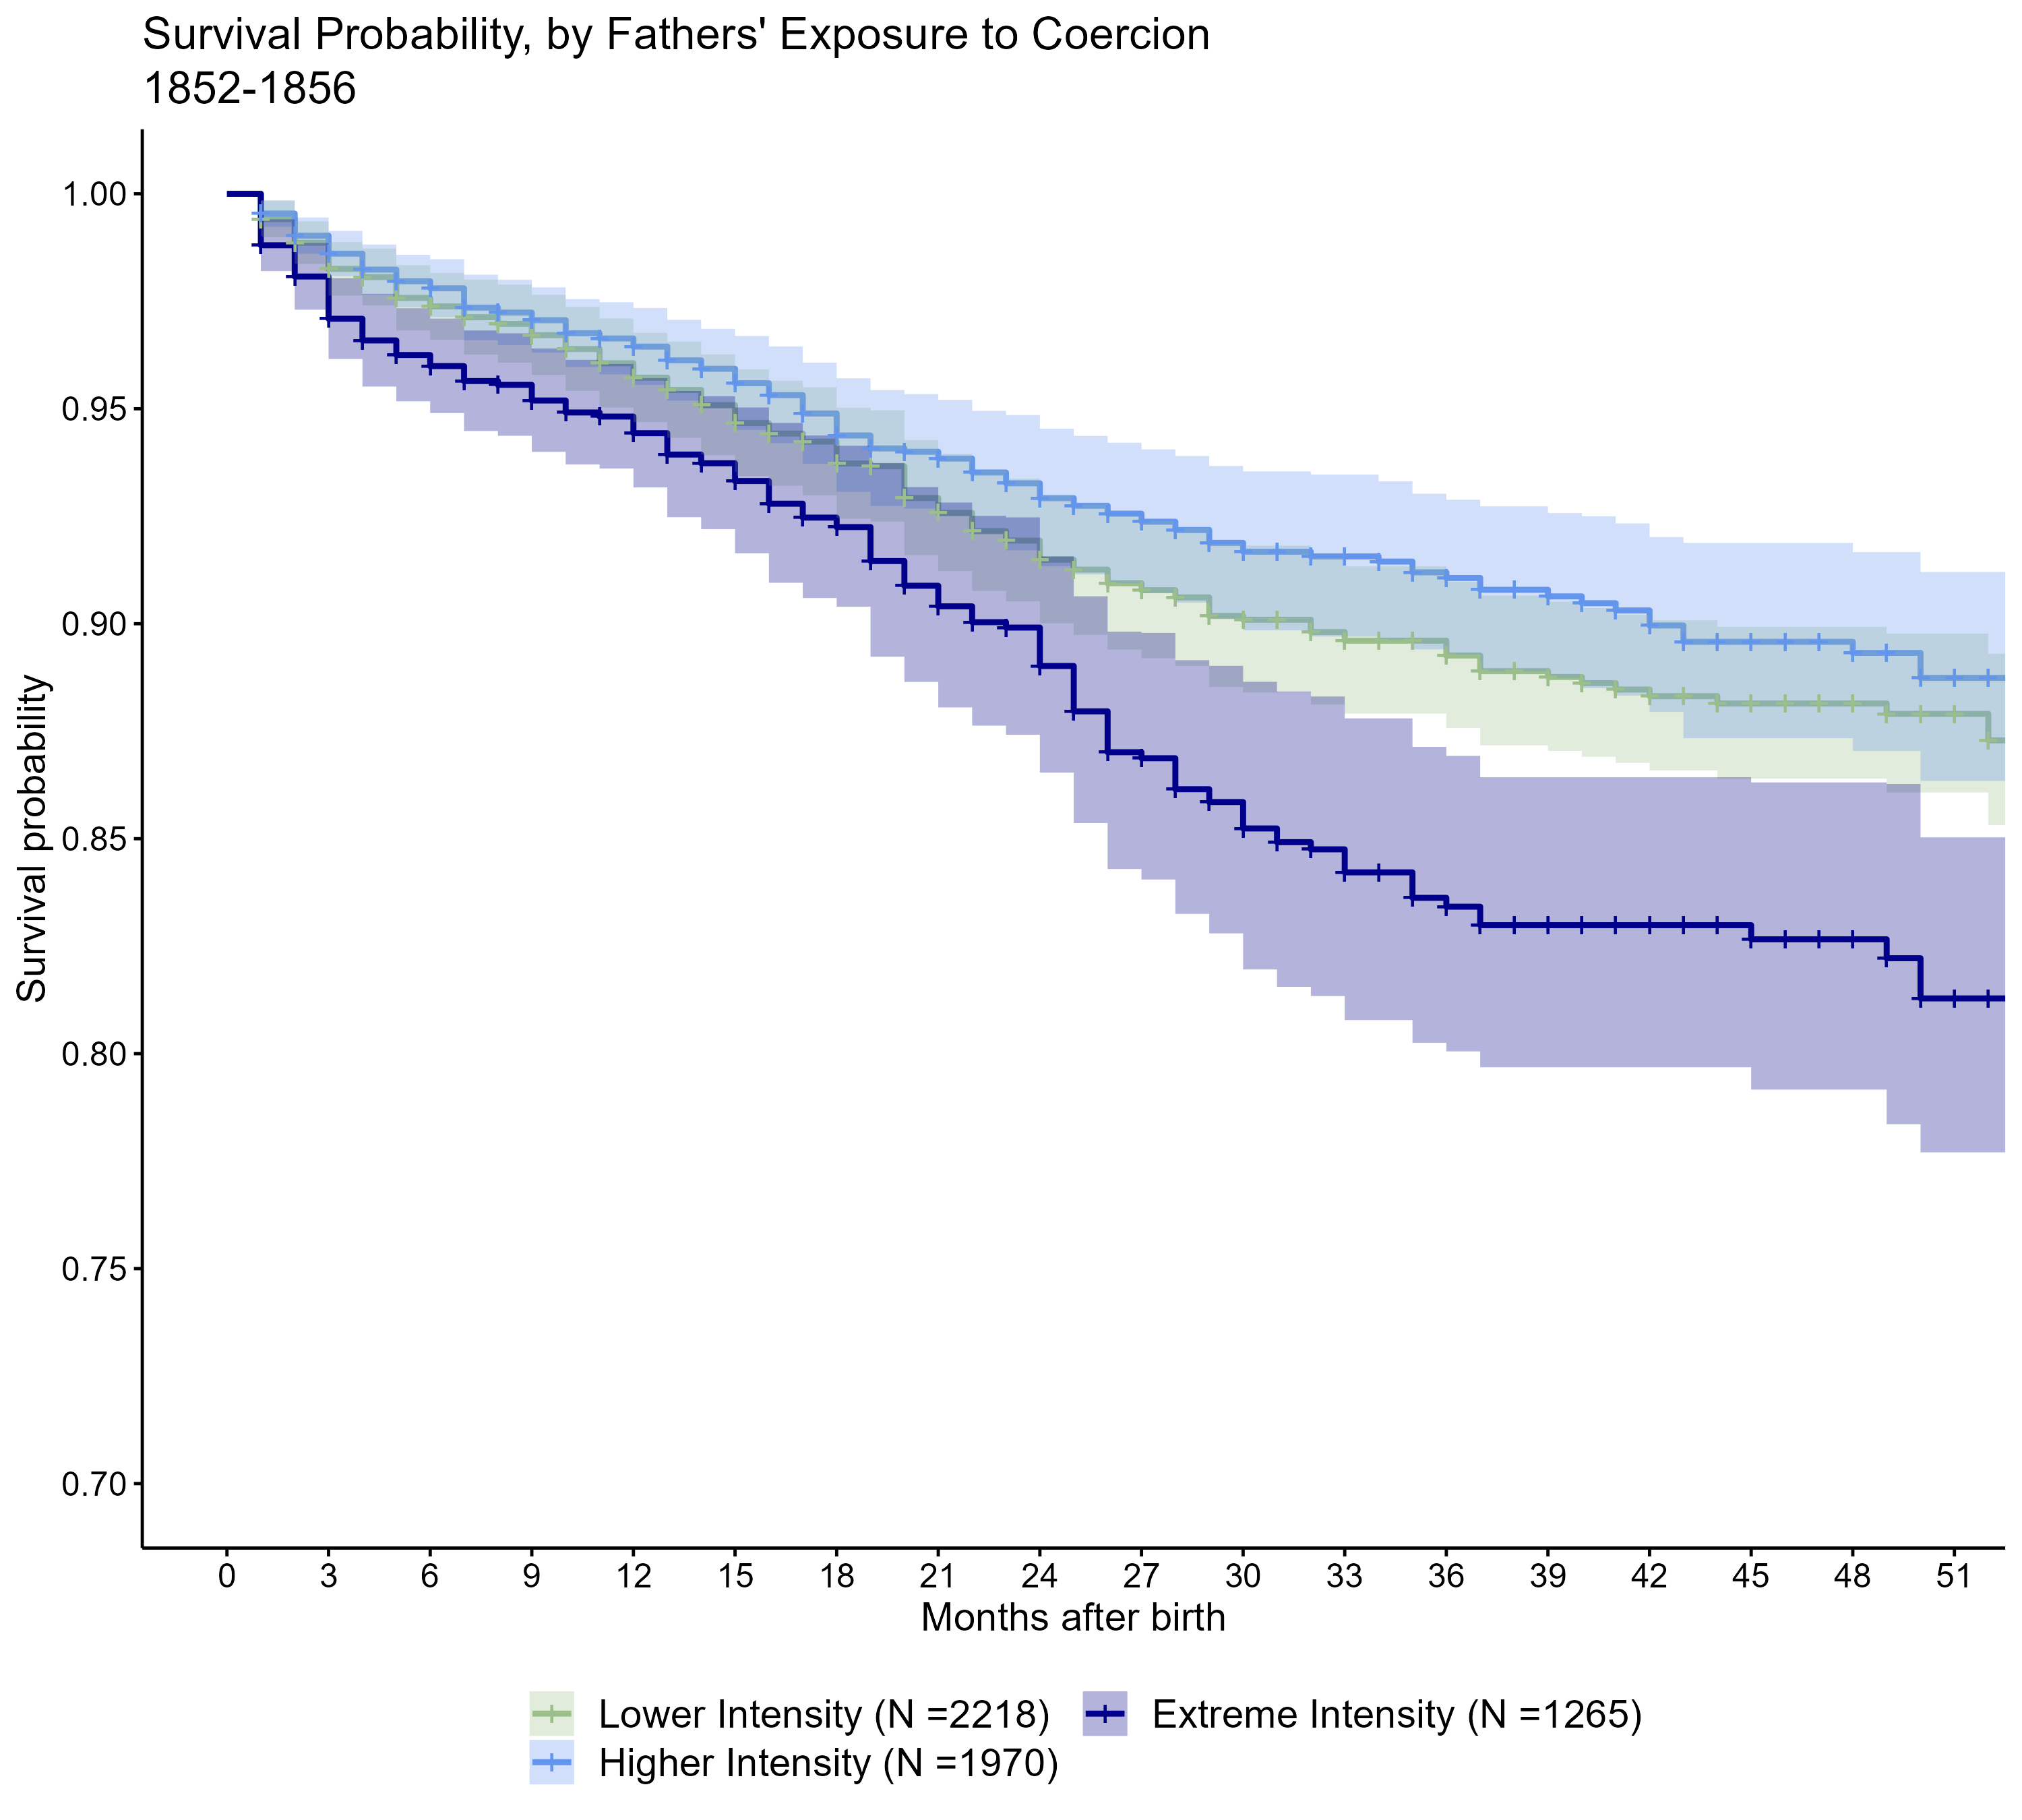 Survival Probability, by Fathers' Exposure to Coercion
1852-1856
Survival probability
1.00
0.95
0.90
0.85
0.80
0.75
0.70
0 3 6 9 12 15 18 21 24 27 30 33 36 39 42 45 48 51
Months after birth
Lower Intensity (N =2218) Extreme Intensity (N =1265)
Higher Intensity (N =1970)